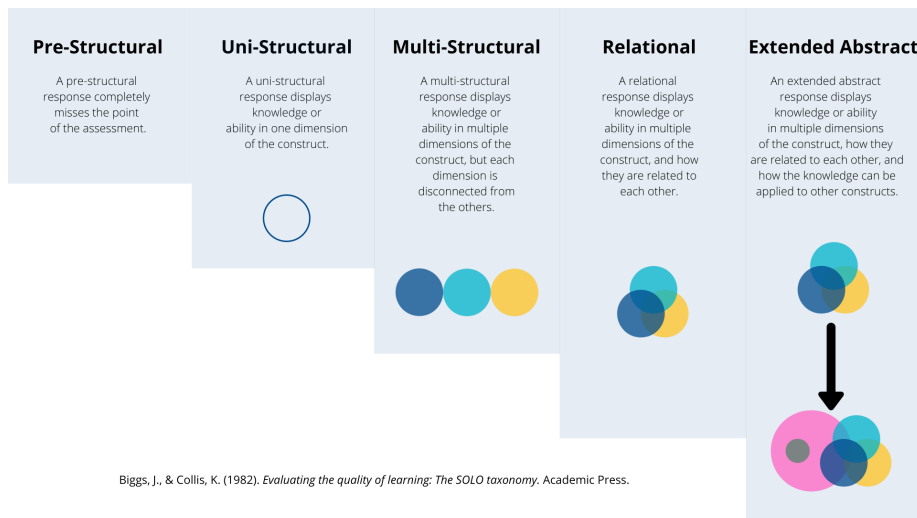 Pre-Structural
A pre-structural
response completely
misses the point
of the assessment.
Uni-Structural
A uni-structural
response displays
knowledge or
ability in one dimension
of the construct.
Multi-Structural
A multi-structural
response displays
knowledge or
ability in multiple
dimensions of the
construct, but each
dimension is
disconnected from
the others.
Relational
A relational
response displays
knowledge or
ability in multiple
dimensions of the
construct, and how
they are related to
each other.
Extended Abstract
An extended abstract
response displays
knowledge or ability
in multiple dimensions
of the construct, how they
are related to each other, and
how the knowledge can be
applied to other constructs.
Biggs, J., & Collis, K. (1982). Evaluating the quality of learning: The SOLO taxonomy. Academic Press.